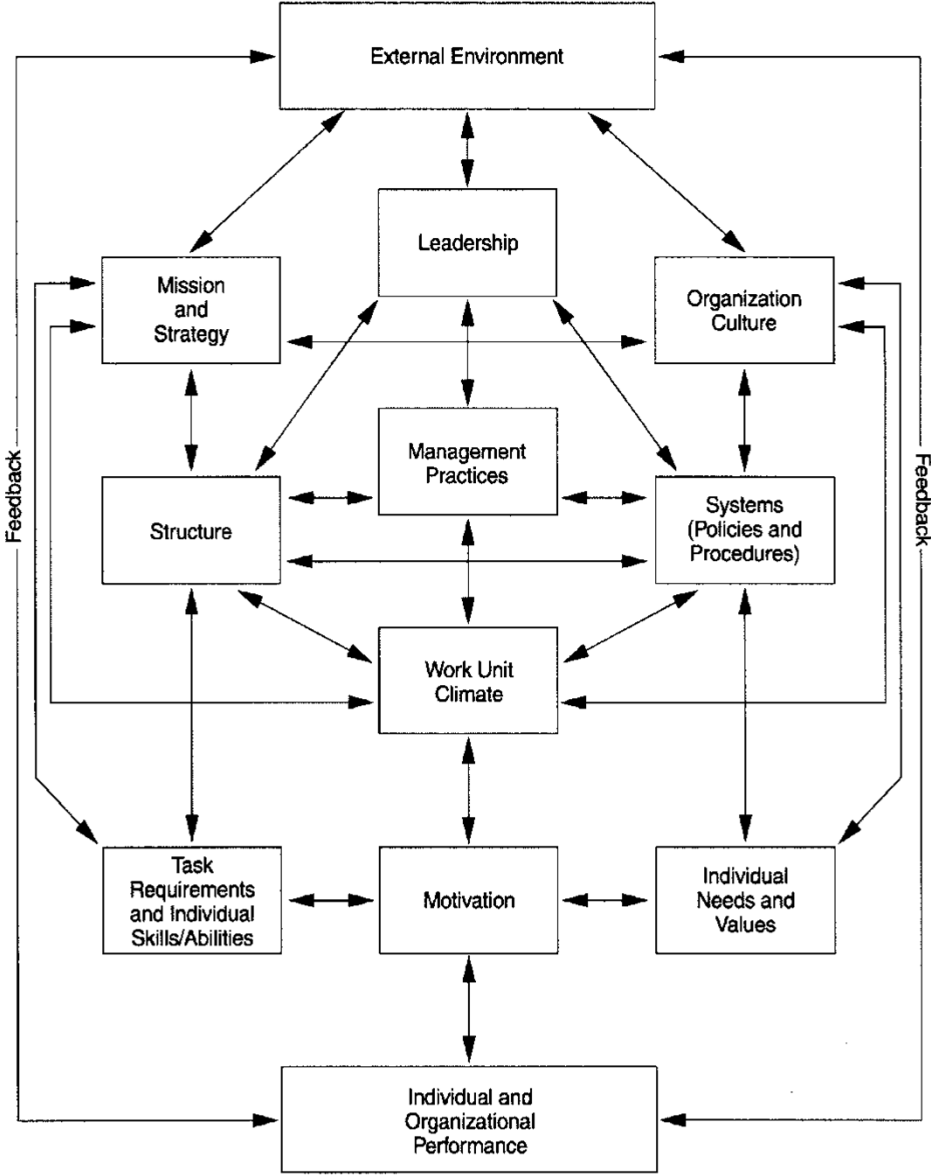 External Environment
Leadership
Mission
and
Strategy
Organization
Culture
Management
Practices
Structure
Systems
(Policies and
Procedures)
Feedback
Feedback
Work Unit
Climate
Task
Requirements
and Individual
Skills/Abilities
Motivation
Individual
Needs and
Values
Individual and
Organizational
Performance